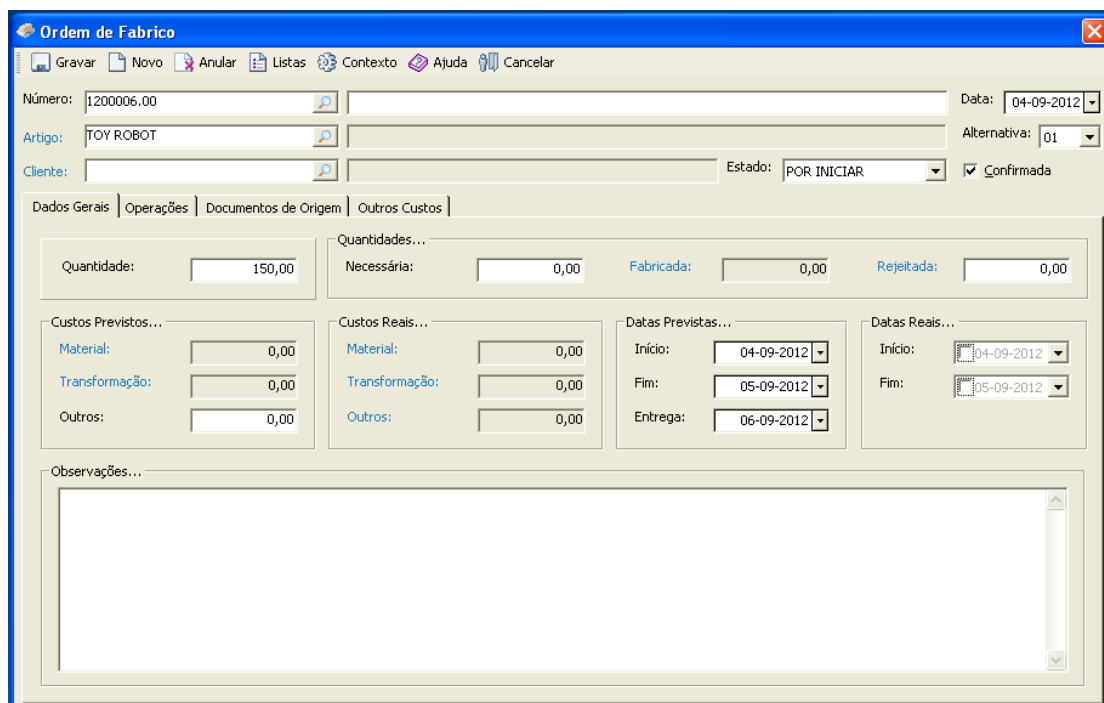 Ordem de Fabrico
Gravar Novo Anular Listas Contexto Ajuda Cancelar
Número: 1200006.00 Data: 04-09-2012
Artigo: TOY ROBOT Alternativa: 01
Cliente: Estado: POR INICIAR Confirmada
Dados Gerais Operações Documentos de Origem Outros Custos
Quantidades...
Quantidade: 150,00 Necessária: 0,00 Fabricada: 0,00 Rejeitada: 0,00
Custos Previstos... Custos Reais... Datas Previstas... Datas Reais...
Material: 0,00 Material: 0,00 Início: 04-09-2012 Início: 04-09-2012
Transformação: 0,00 Transformação: 0,00 Fim: 05-09-2012 Fim: 05-09-2012
Outros: 0,00 Outros: 0,00 Entrega: 06-09-2012
Observações...